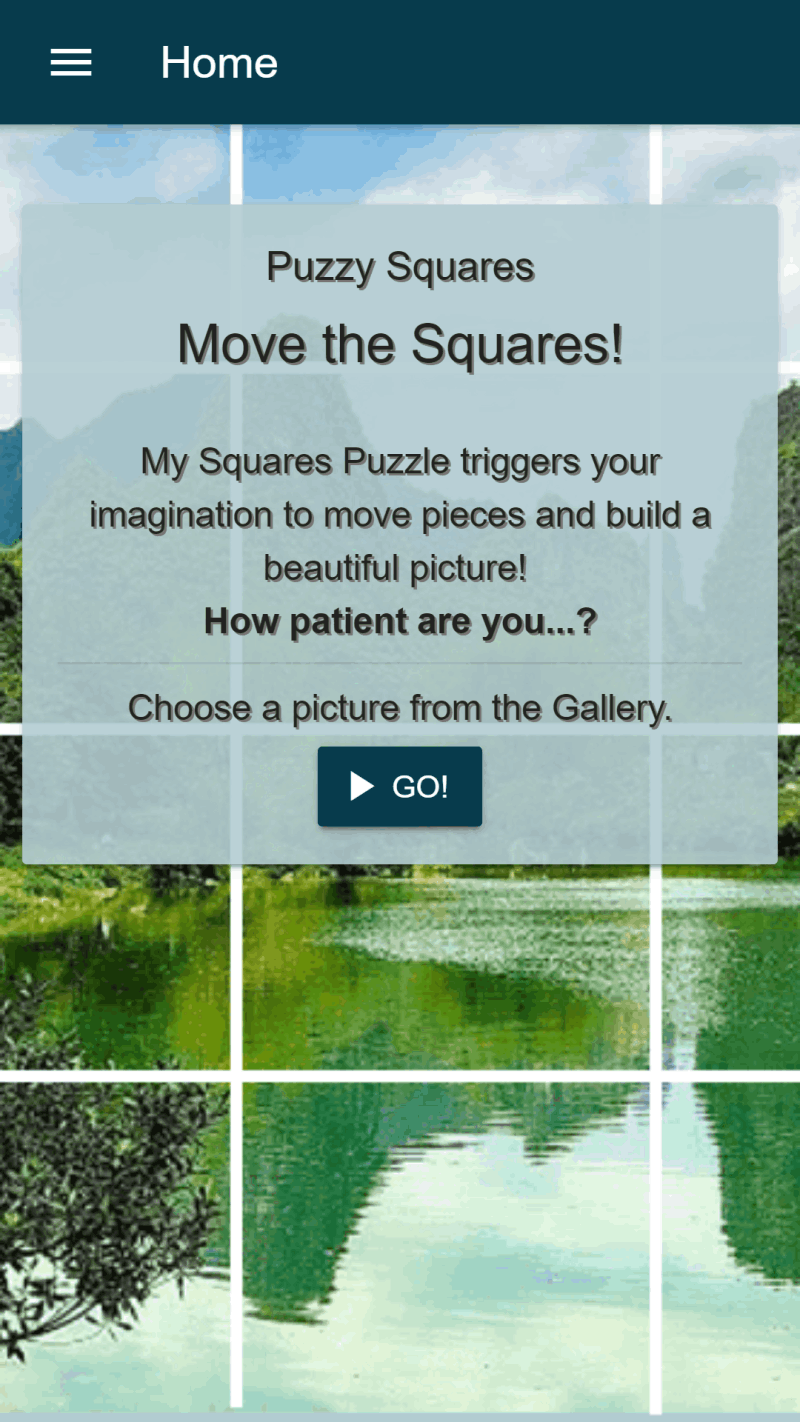 Home
Puzzy Squares
Move the Squares!
My Squares Puzzle triggers your
imagination to move pieces and build a
beautiful picture!
How patient are you...?
Choose a picture from the Gallery.
GO!